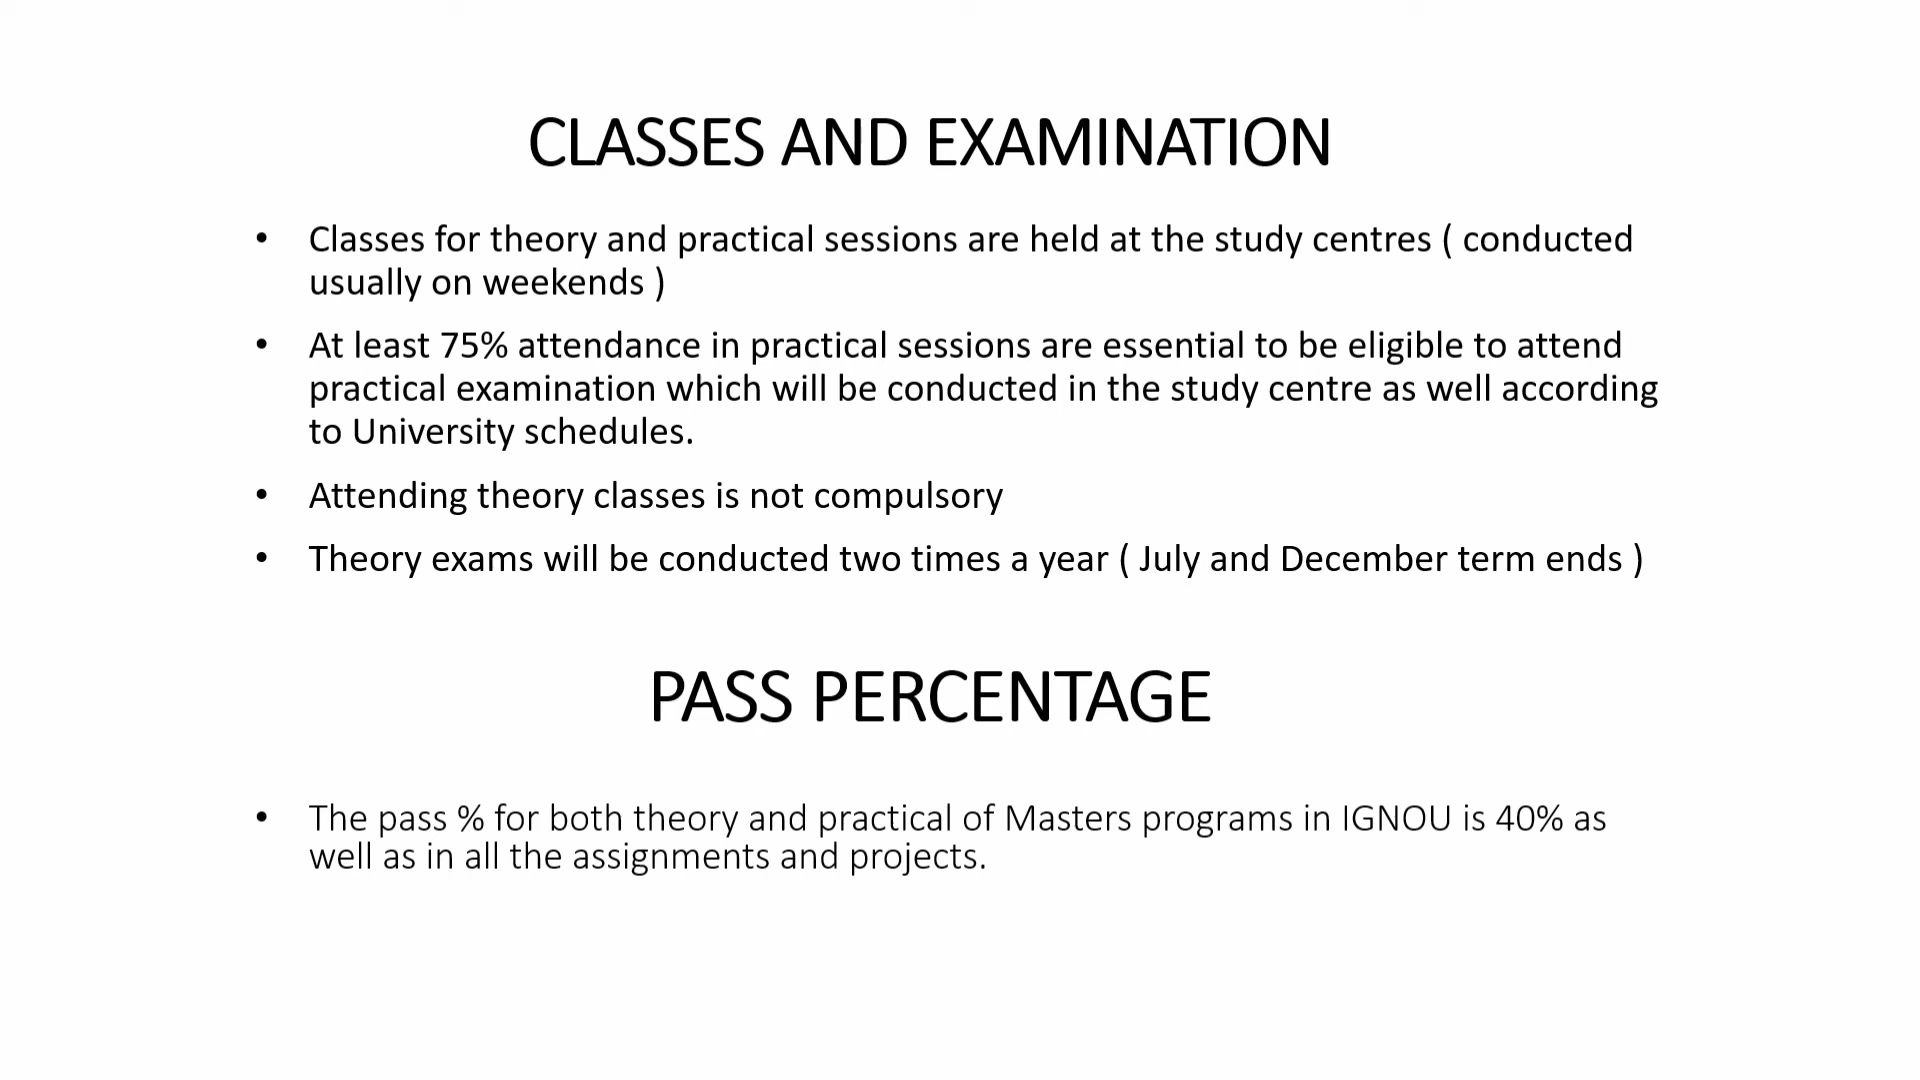 CLASSES AND EXAMINATION
• Classes for theory and practical sessions are held at the study centres ( conducted
usually on weekends )
• At least 75% attendance in practical sessions are essential to be eligible to attend
practical examination which will be conducted in the study centre as well according
to University schedules.
• Attending theory classes is not compulsory
• Theory exams will be conducted two times a year ( July and December term ends )
PASS PERCENTAGE
• The pass % for both theory and practical of Masters programs in IGNOU is 40% as
well as in all the assignments and projects.